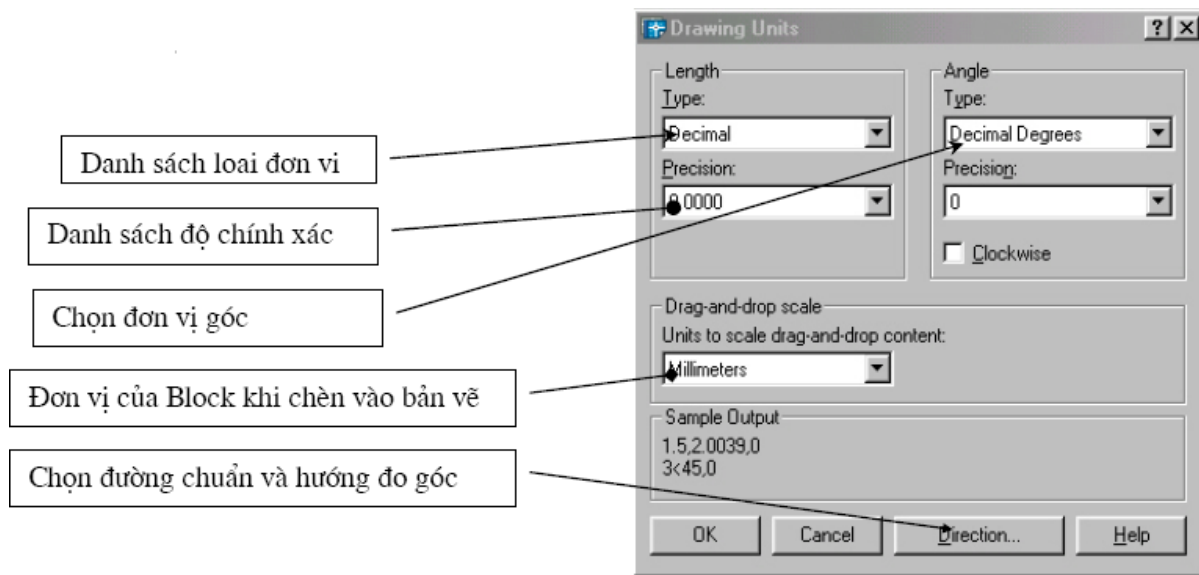 Drawing Units
Length
Type:
Decimal
Precision:
0.0000
Angle
Type:
Decimal Degrees
Precision:
0
Clockwise
Drag-and-drop scale
Units to scale drag-and-drop content:
Millimeters
Sample Output
1.5,2.0039,0
3<45,0
OK
Cancel
Direction...
Help
Danh sách loai đơn vi
Danh sách độ chính xác
Chọn đơn vị góc
Đơn vị của Block khi chèn vào bản vẽ
Chọn đường chuẩn và hướng đo góc